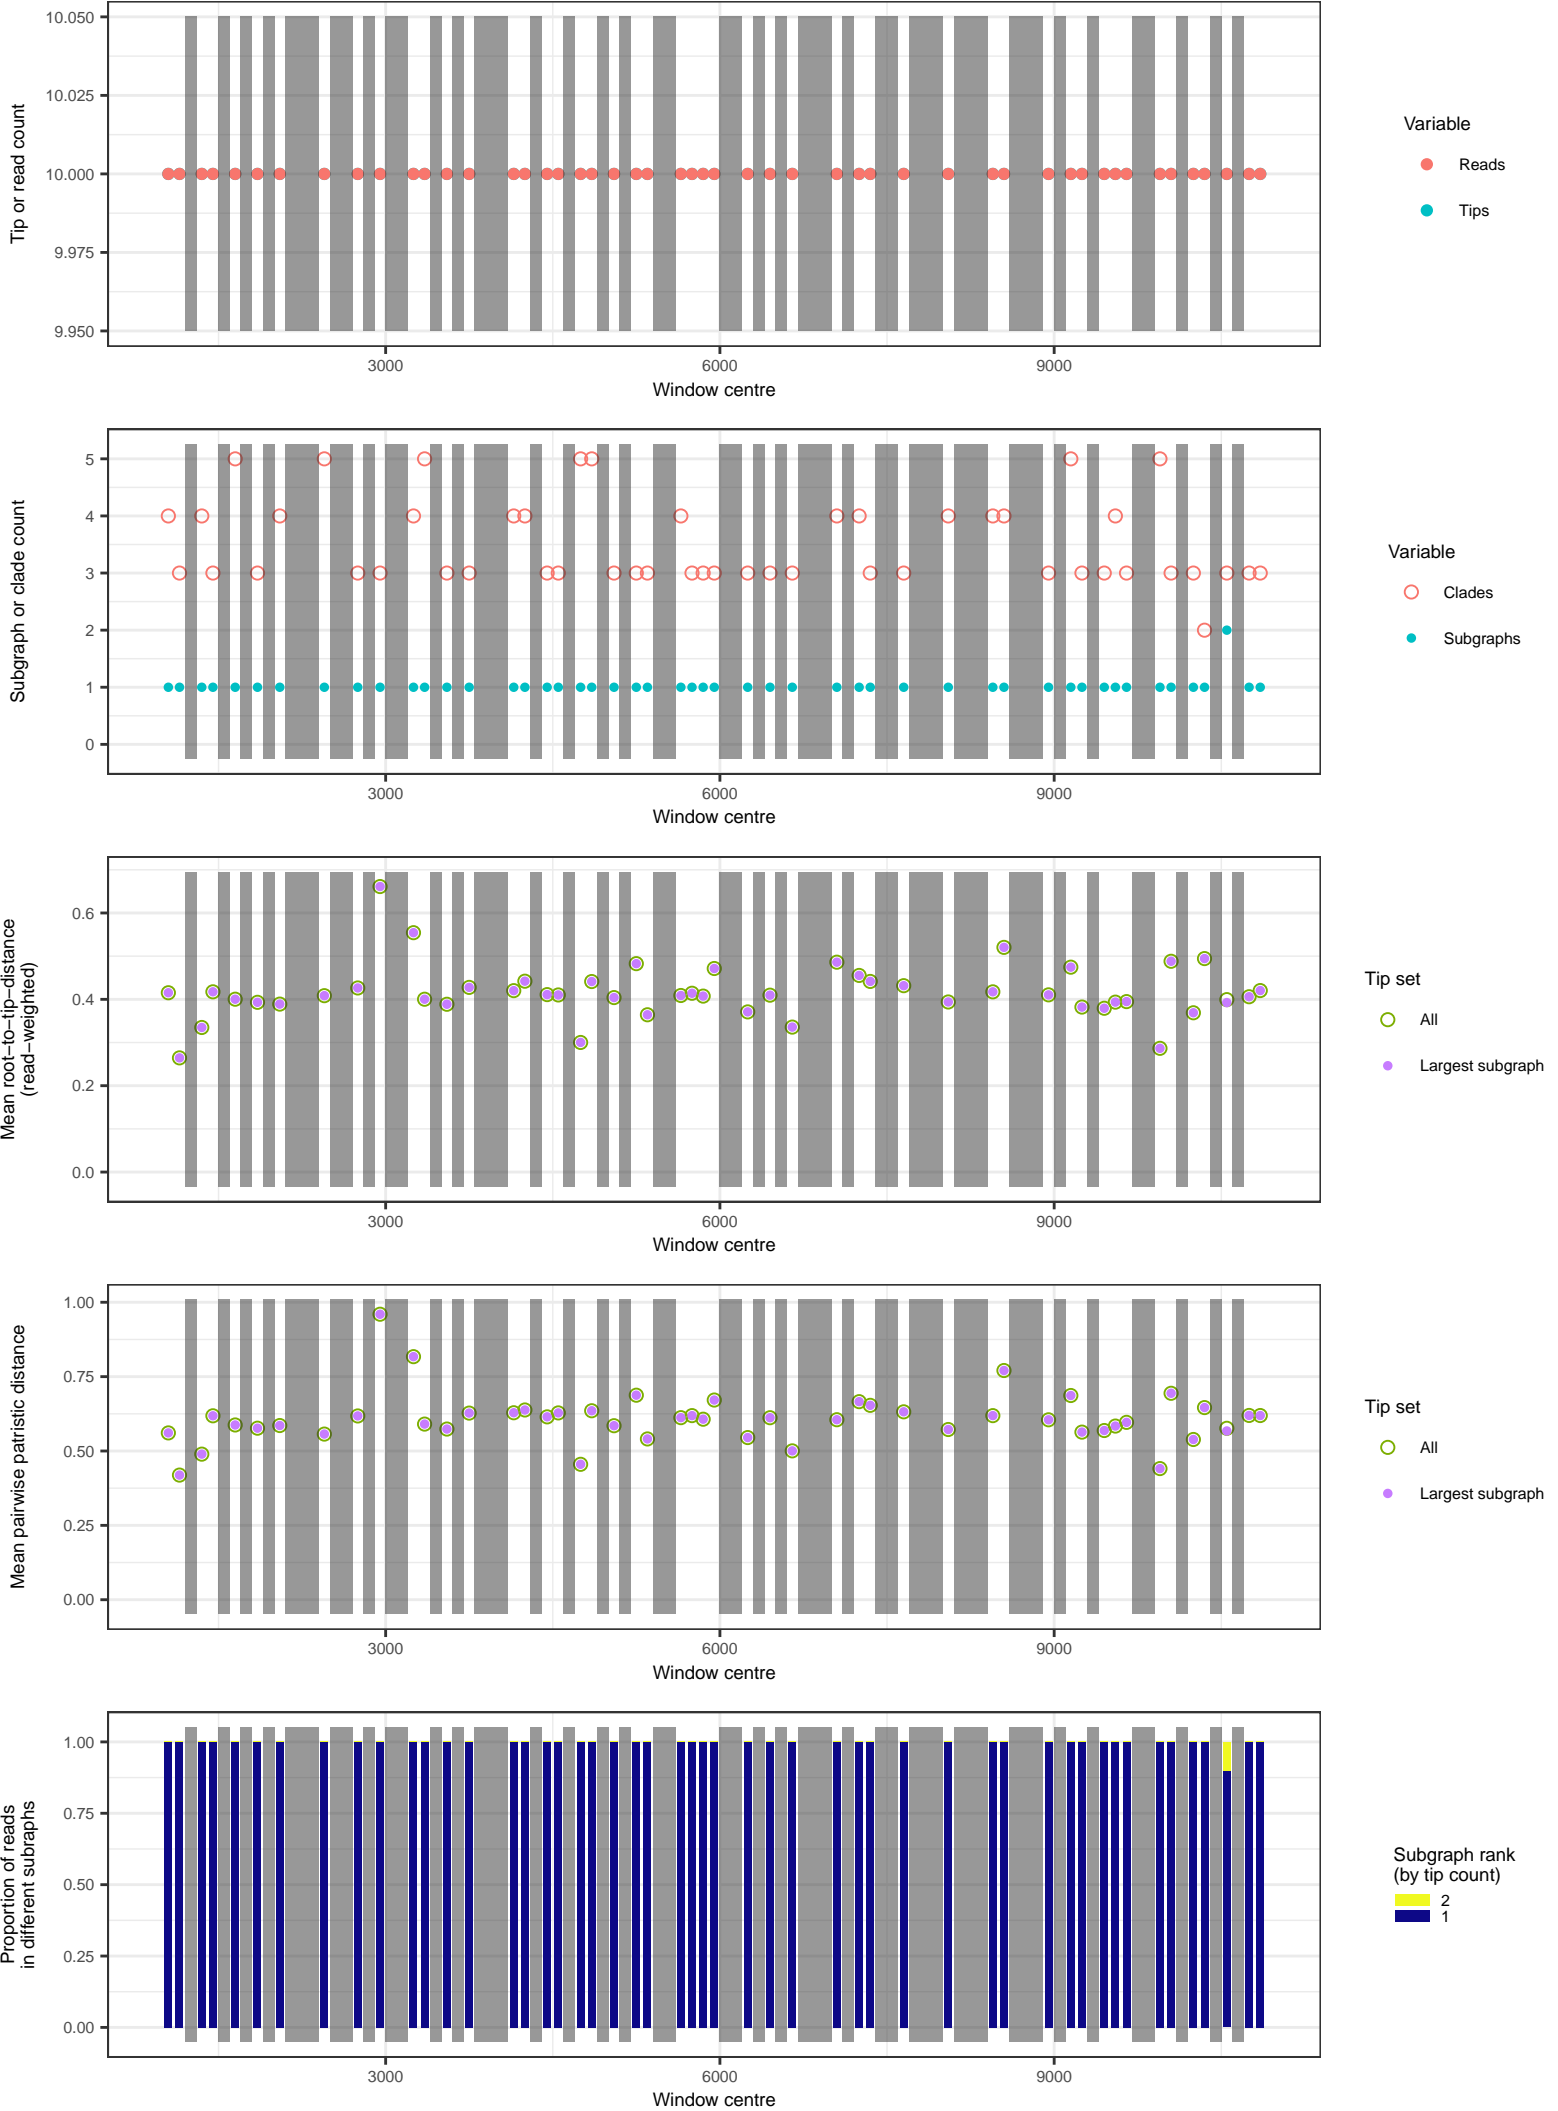 10.050
10.025
10.000
9.975
9.950
Tip or read count
3000 6000 9000
Window centre
Variable
Reads
Tips
5
4
3
2
1
0
Subgraph or clade count
3000 6000 9000
Window centre
Variable
Clades
Subgraphs
0.6
0.4
0.2
0.0
Mean root−to−tip−distance
(read−weighted)
3000 6000 9000
Window centre
Tip set
All
Largest subgraph
1.00
0.75
0.50
0.25
0.00
Mean pairwise patristic distance
3000 6000 9000
Window centre
Tip set
All
Largest subgraph
1.00
0.75
0.50
0.25
0.00
Proportion of reads
in different subraphs
3000 6000 9000
Window centre
Subgraph rank
(by tip count)
2
1